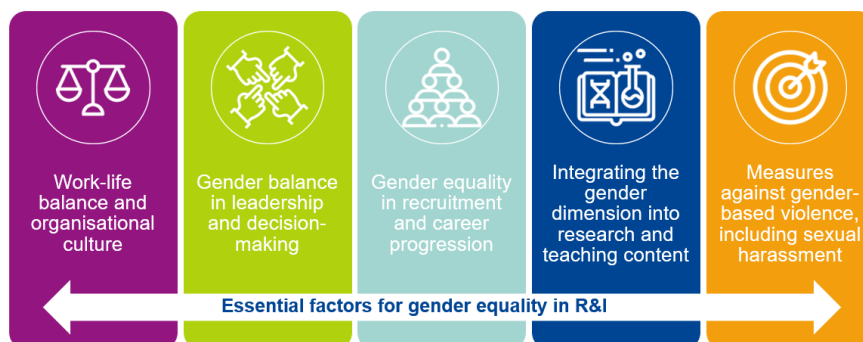 Work-life
balance and
organisational
culture
Gender balance
in leadership
and decision-
making
Gender equality
in recruitment
and career
progression
Integrating the
gender
dimension into
research and
teaching content
Measures
against gender-
based violence,
including sexual
harassment
Essential factors for gender equality in R&I